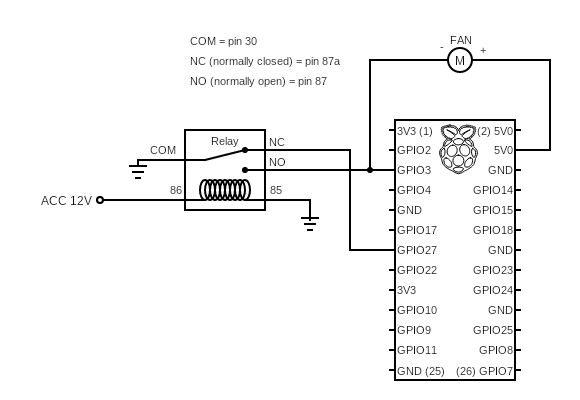 COM = pin 30
NC (normally closed) = pin 87a
NO (normally open) = pin 87
FAN
- +
M
Relay
COM
NC
NO
86
85
ACC 12V
3V3 (1) (2) 5V0
GPIO2 5V0
GPIO3 GND
GPIO4 GPIO14
GND GPIO15
GPIO17 GPIO18
GPIO27 GND
GPIO22 GPIO23
3V3 GPIO24
GPIO10 GND
GPIO9 GPIO25
GPIO11 GPIO8
GND (25) (26) GPIO7